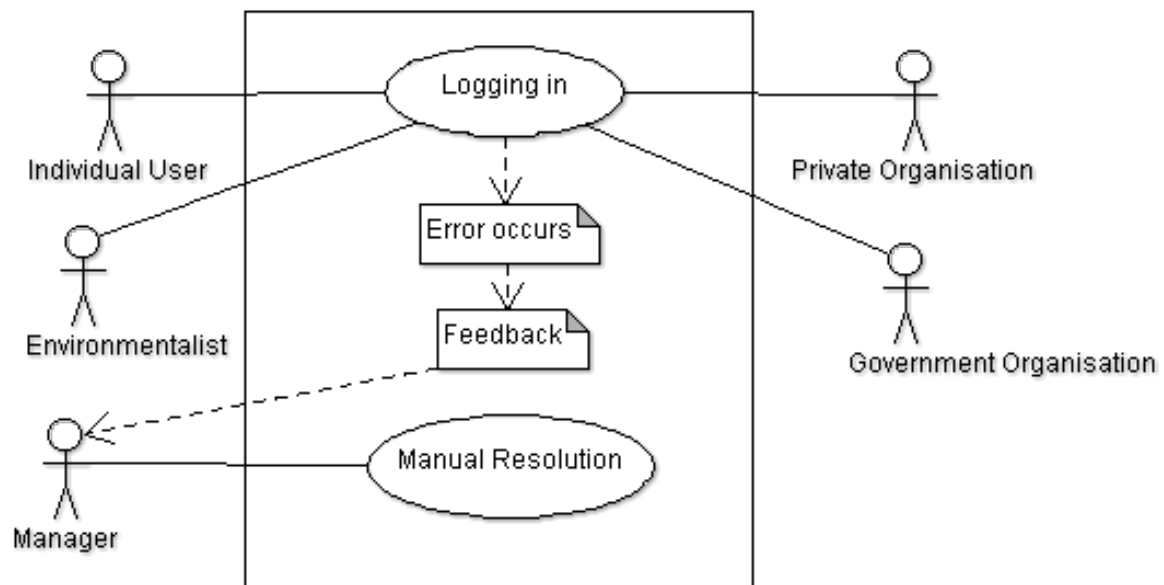 Logging in
Individual User
Private Organisation
Error occurs
Environmentalist
Feedback
Government Organisation
Manual Resolution
Manager